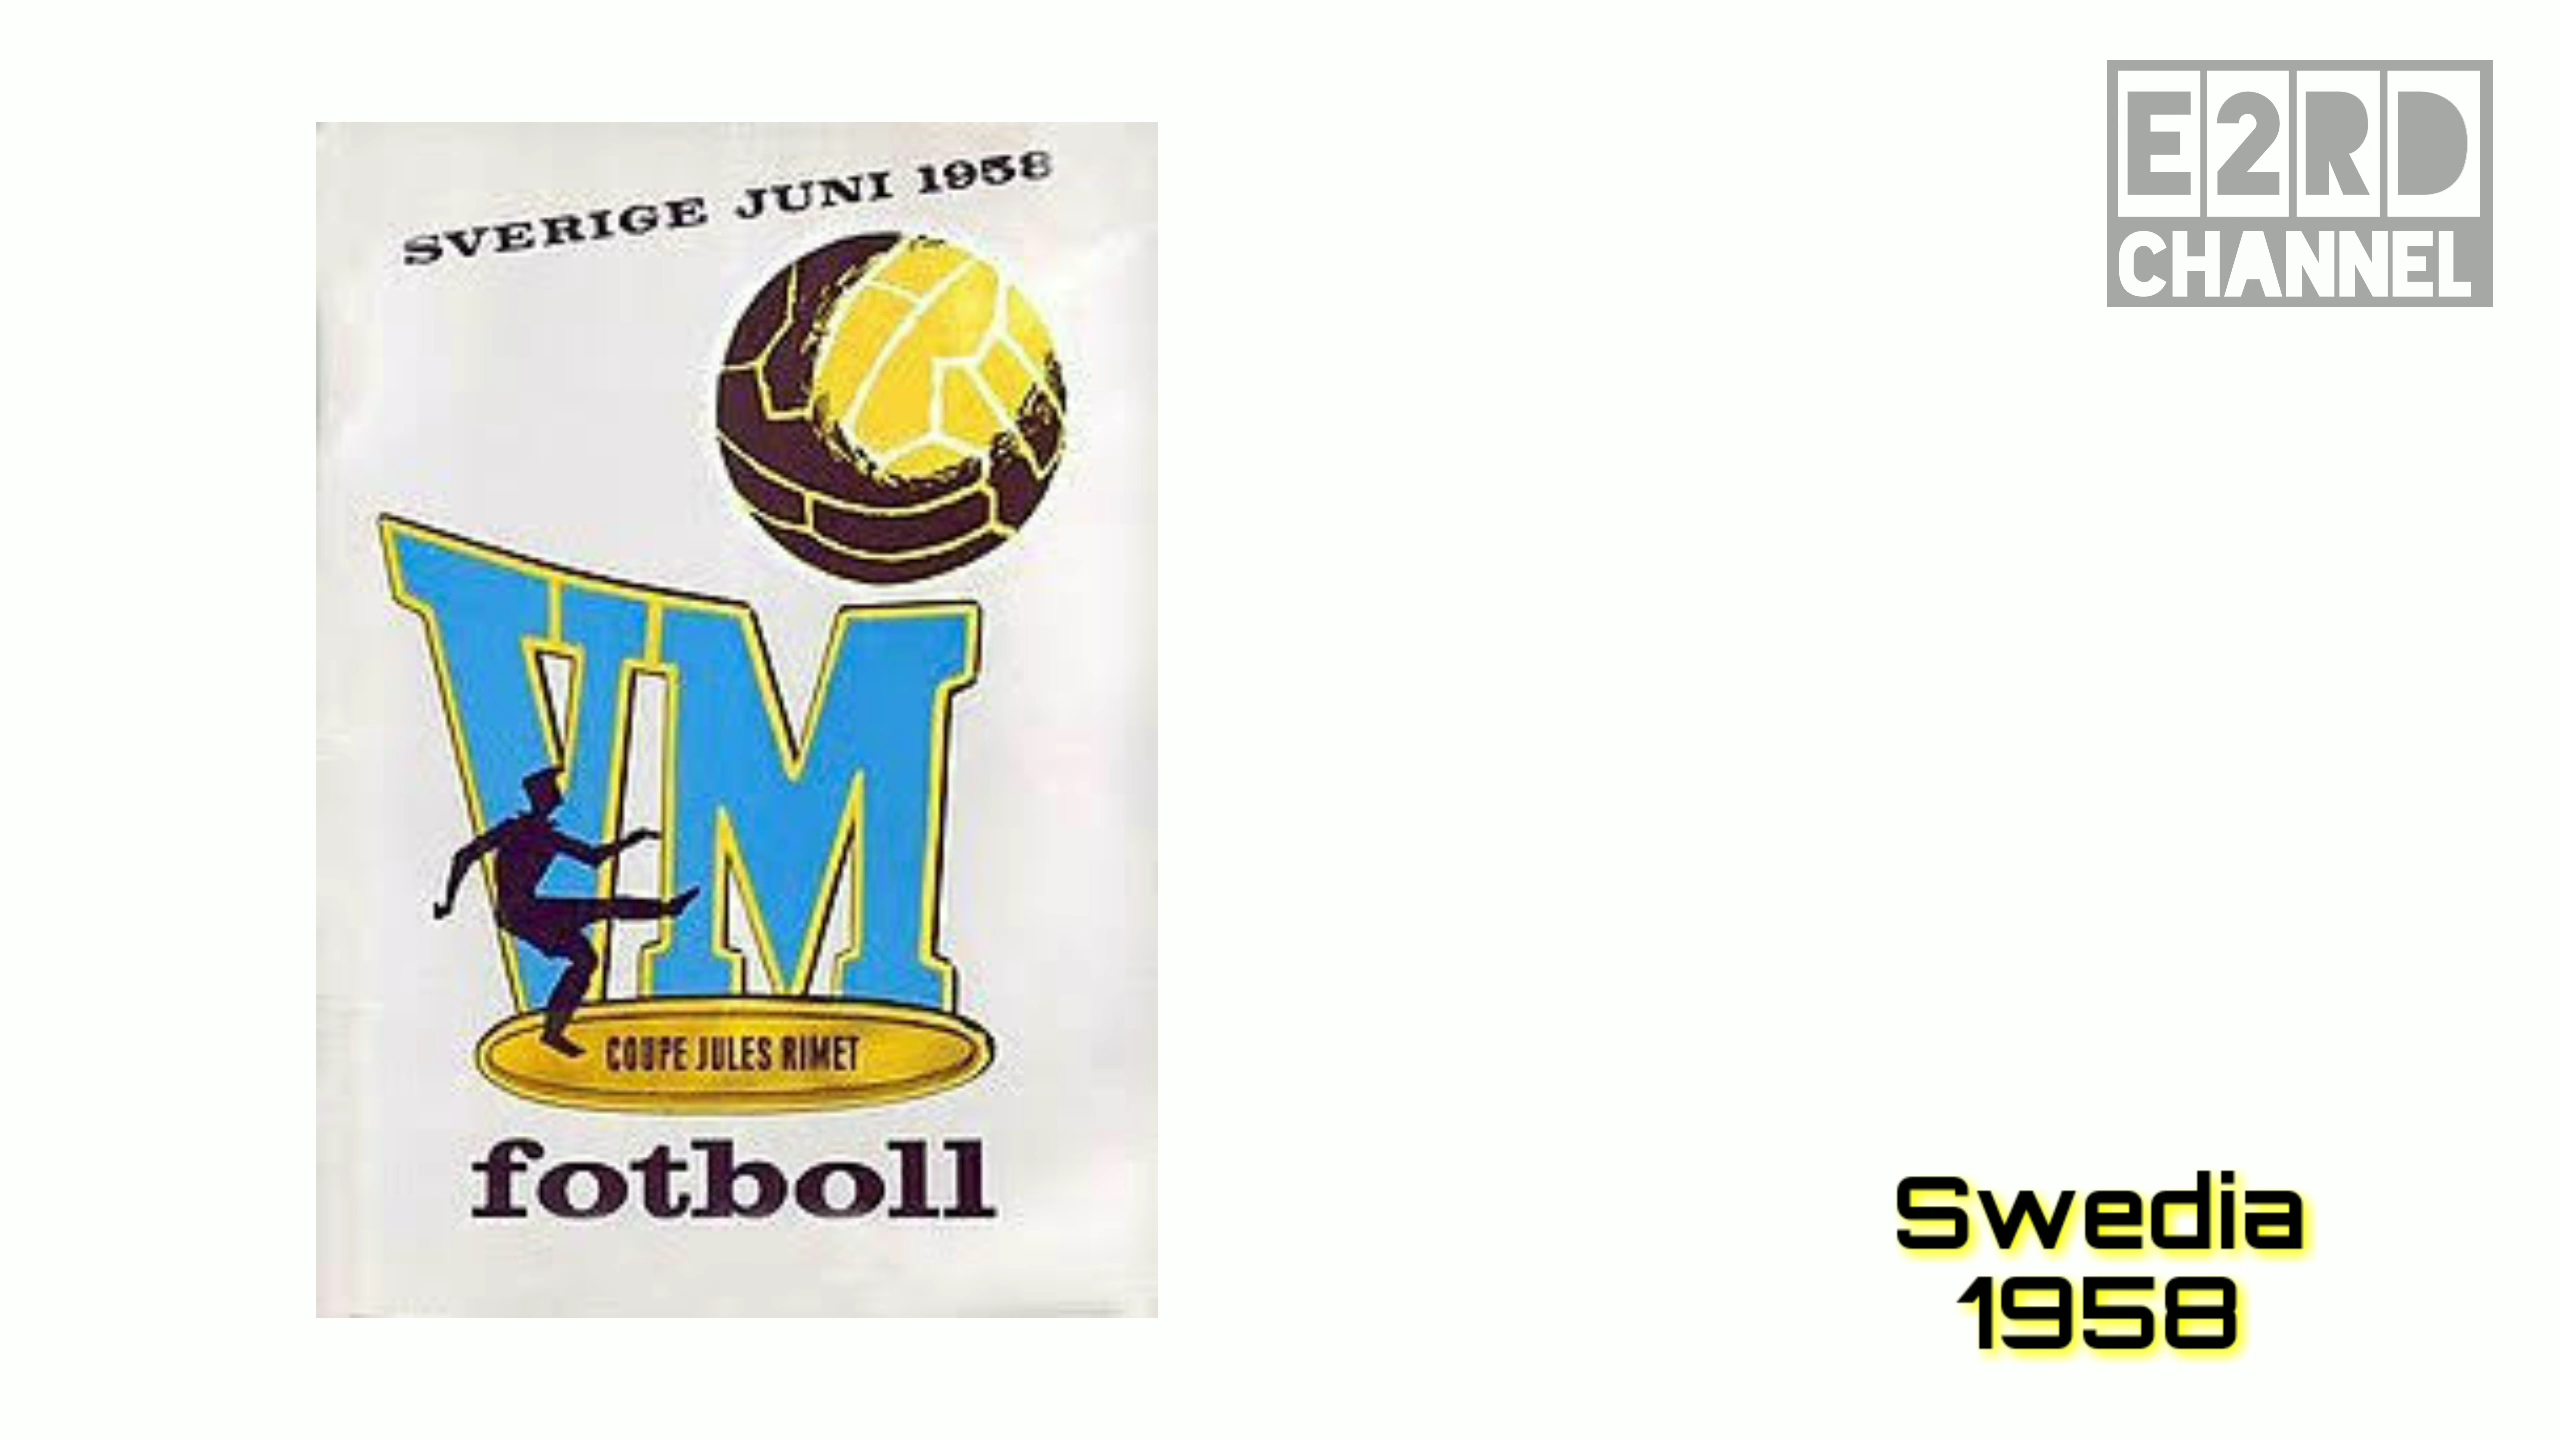 SVERIGE JUNI 1958
VM
COUPE JULES RIMET
fotboll
E2RD
CHANNEL
Swedia
1958